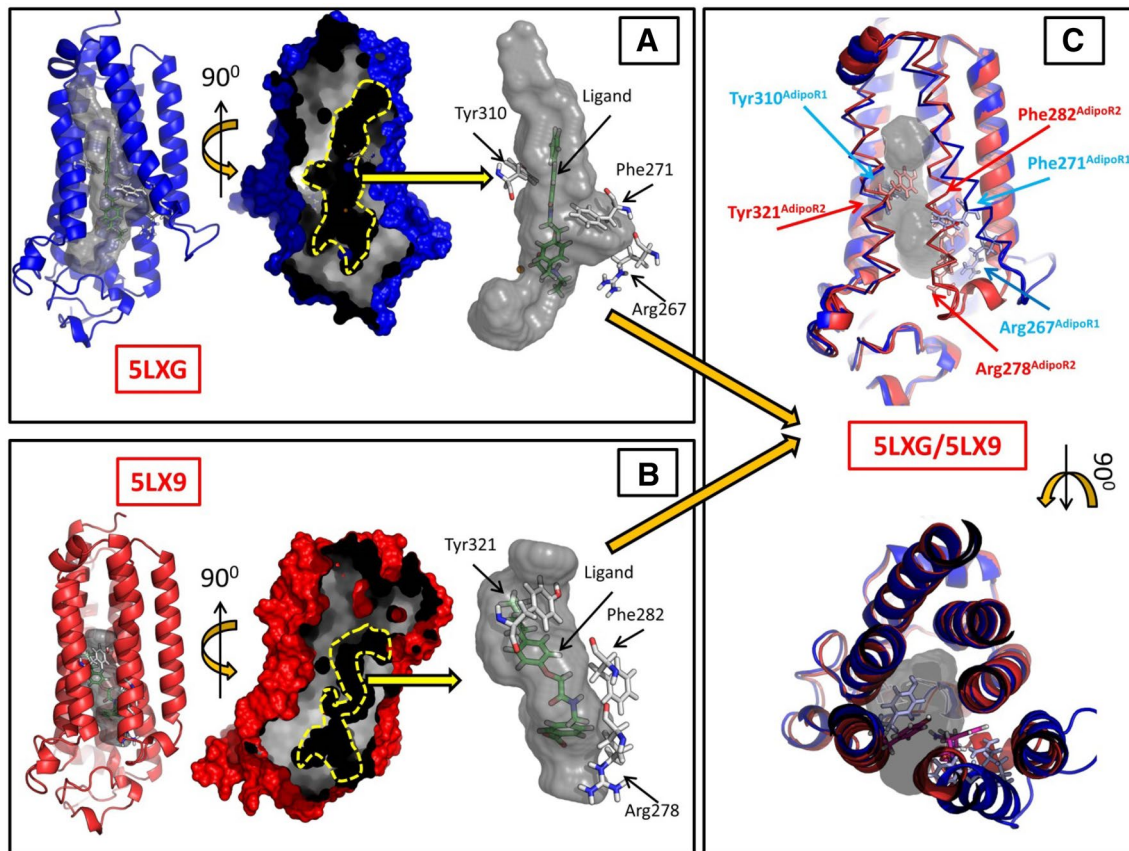 A
90⁰
Tyr310
Ligand
Phe271
Arg267
5LXG
B
5LX9
90⁰
Tyr321
Ligand
Phe282
Arg278
C
Tyr310AdipoR1
Phe282AdipoR2
Phe271AdipoR1
Tyr321AdipoR2
Arg267AdipoR1
Arg278AdipoR2
5LXG/5LX9
90⁰